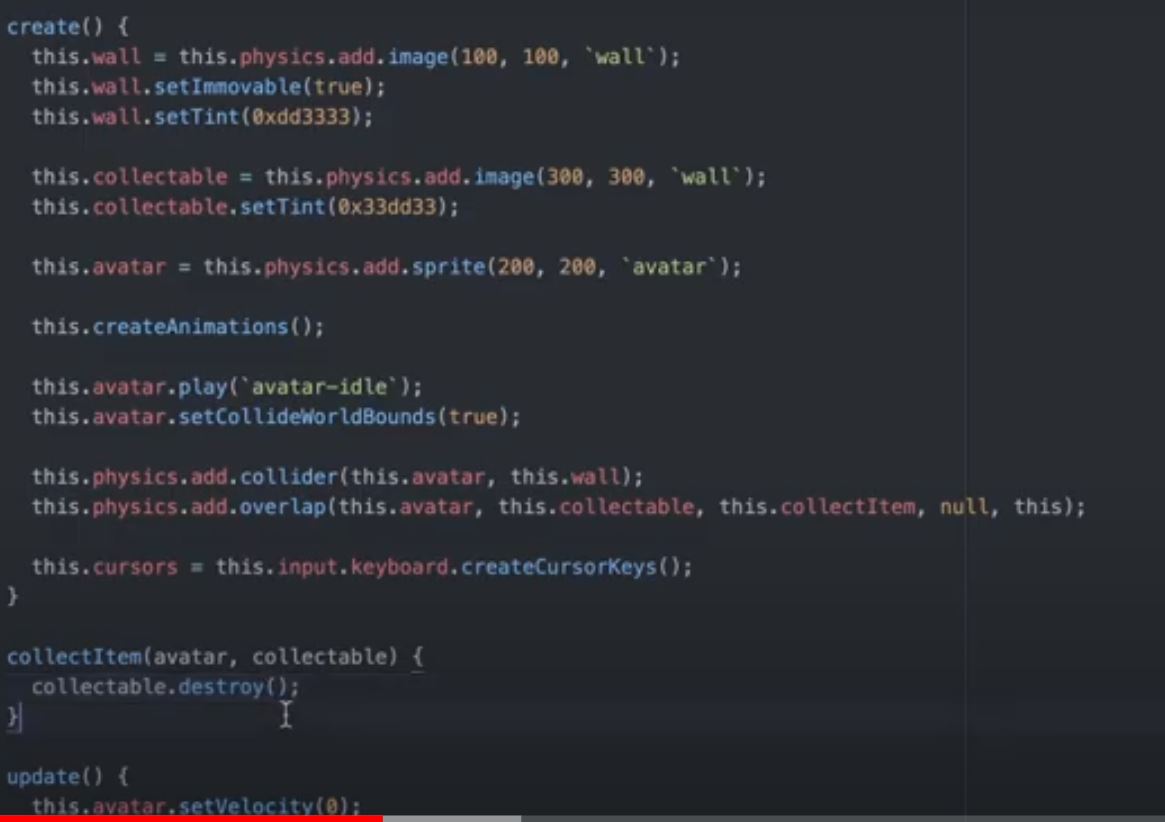 create() {
this.wall = this.physics.add.image(100, 100, `wall`);
this.wall.setImmovable(true);
this.wall.setTint(0xdd3333);
this.collectable = this.physics.add.image(300, 300, `wall`);
this.collectable.setTint(0x33dd33);
this.avatar = this.physics.add.sprite(200, 200, `avatar`);
this.createAnimations();
this.avatar.play(`avatar-idle`);
this.avatar.setCollideWorldBounds(true);
this.physics.add.collider(this.avatar, this.wall);
this.physics.add.overlap(this.avatar, this.collectable, this.collectItem, null, this);
this.cursors = this.input.keyboard.createCursorKeys();
}
collectItem(avatar, collectable) {
collectable.destroy();
}
update() {
this.avatar.setVelocity(0);